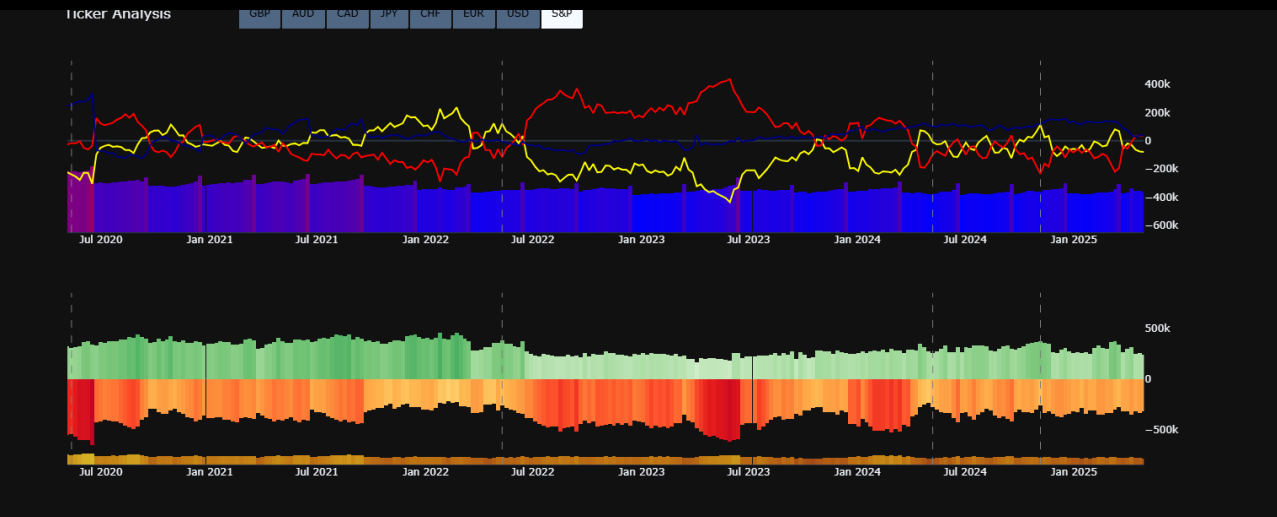 Ticker Analysis GBP AUD CAD JPY CHF EUR USD S&P
400k
200k
0
−200k
−400k
−600k
Jul 2020 Jan 2021 Jul 2021 Jan 2022 Jul 2022 Jan 2023 Jul 2023 Jan 2024 Jul 2024 Jan 2025
500k
0
−500k
Jul 2020 Jan 2021 Jul 2021 Jan 2022 Jul 2022 Jan 2023 Jul 2023 Jan 2024 Jul 2024 Jan 2025